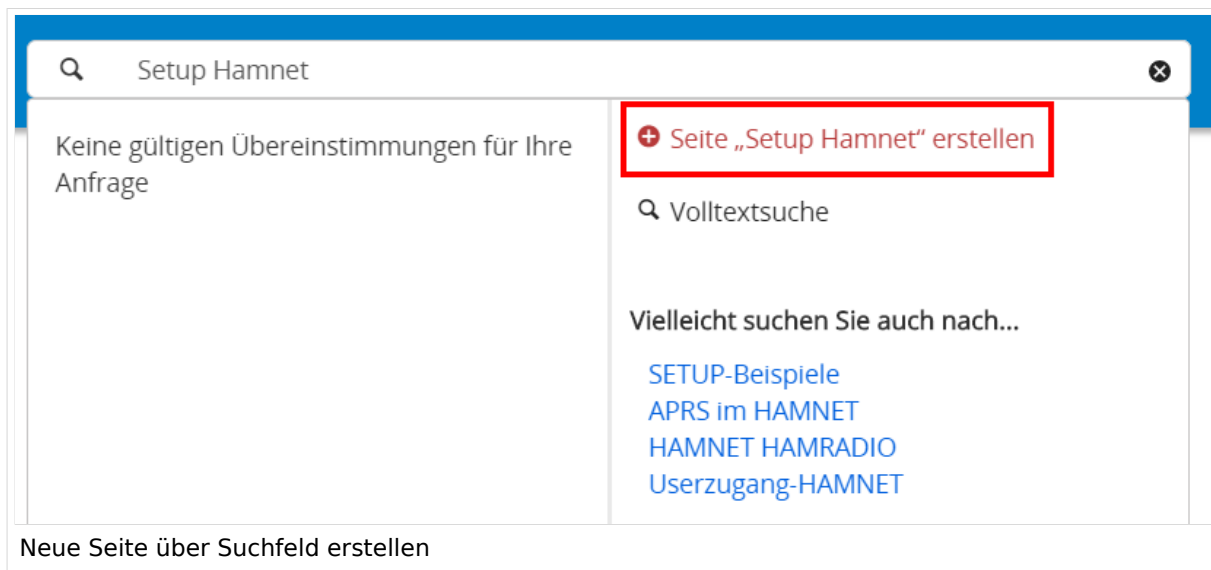 Setup Hamnet
Keine gültigen Übereinstimmungen für Ihre
Anfrage
Seite „Setup Hamnet“ erstellen
Volltextsuche
Vielleicht suchen Sie auch nach...
SETUP-Beispiele
APRS im HAMNET
HAMNET HAMRADIO
Userzugang-HAMNET
Neue Seite über Suchfeld erstellen